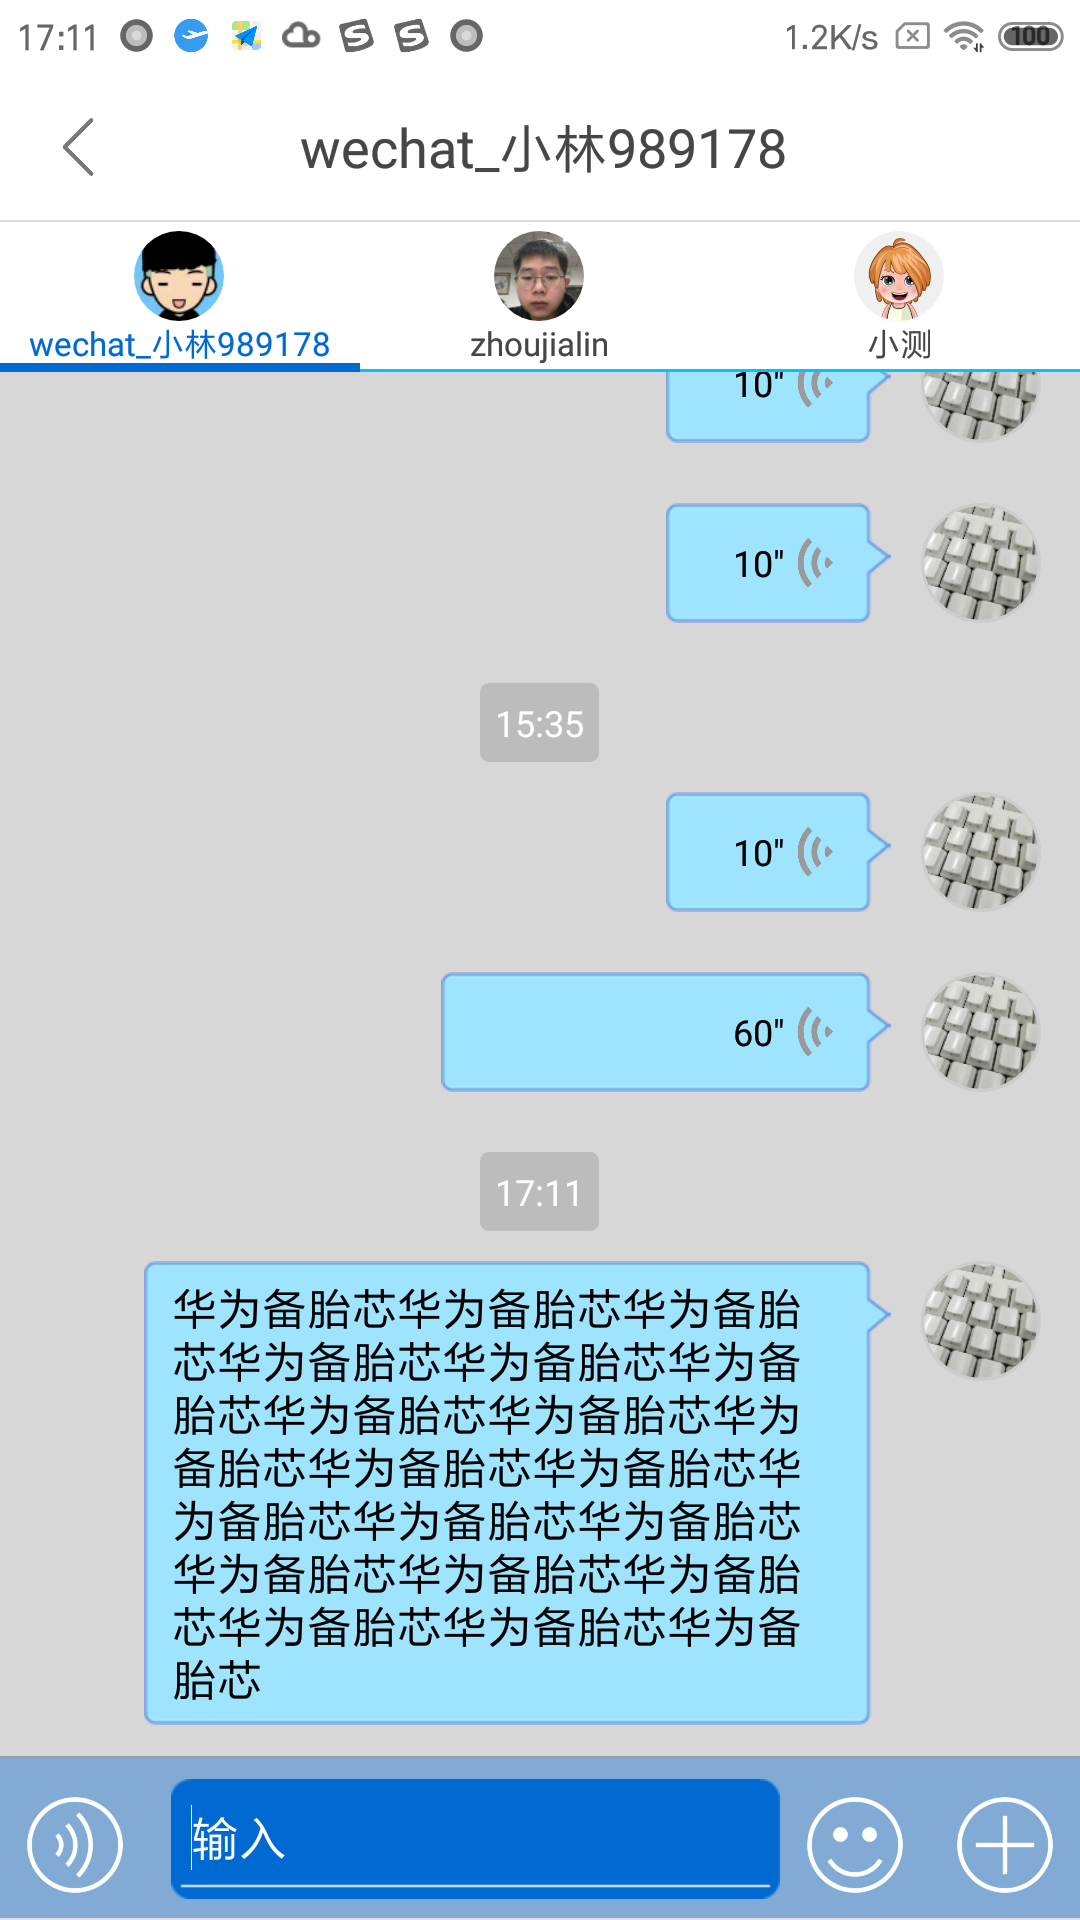 17:11
1.2K/s
100
wechat_小林989178
wechat_小林989178
zhoujialin
小测
10"
10"
15:35
10"
60"
17:11
华为备胎芯华为备胎芯华为备胎
芯华为备胎芯华为备胎芯华为备
胎芯华为备胎芯华为备胎芯华为
备胎芯华为备胎芯华为备胎芯华
为备胎芯华为备胎芯华为备胎芯
华为备胎芯华为备胎芯华为备胎
芯华为备胎芯华为备胎芯华为备
胎芯
输入